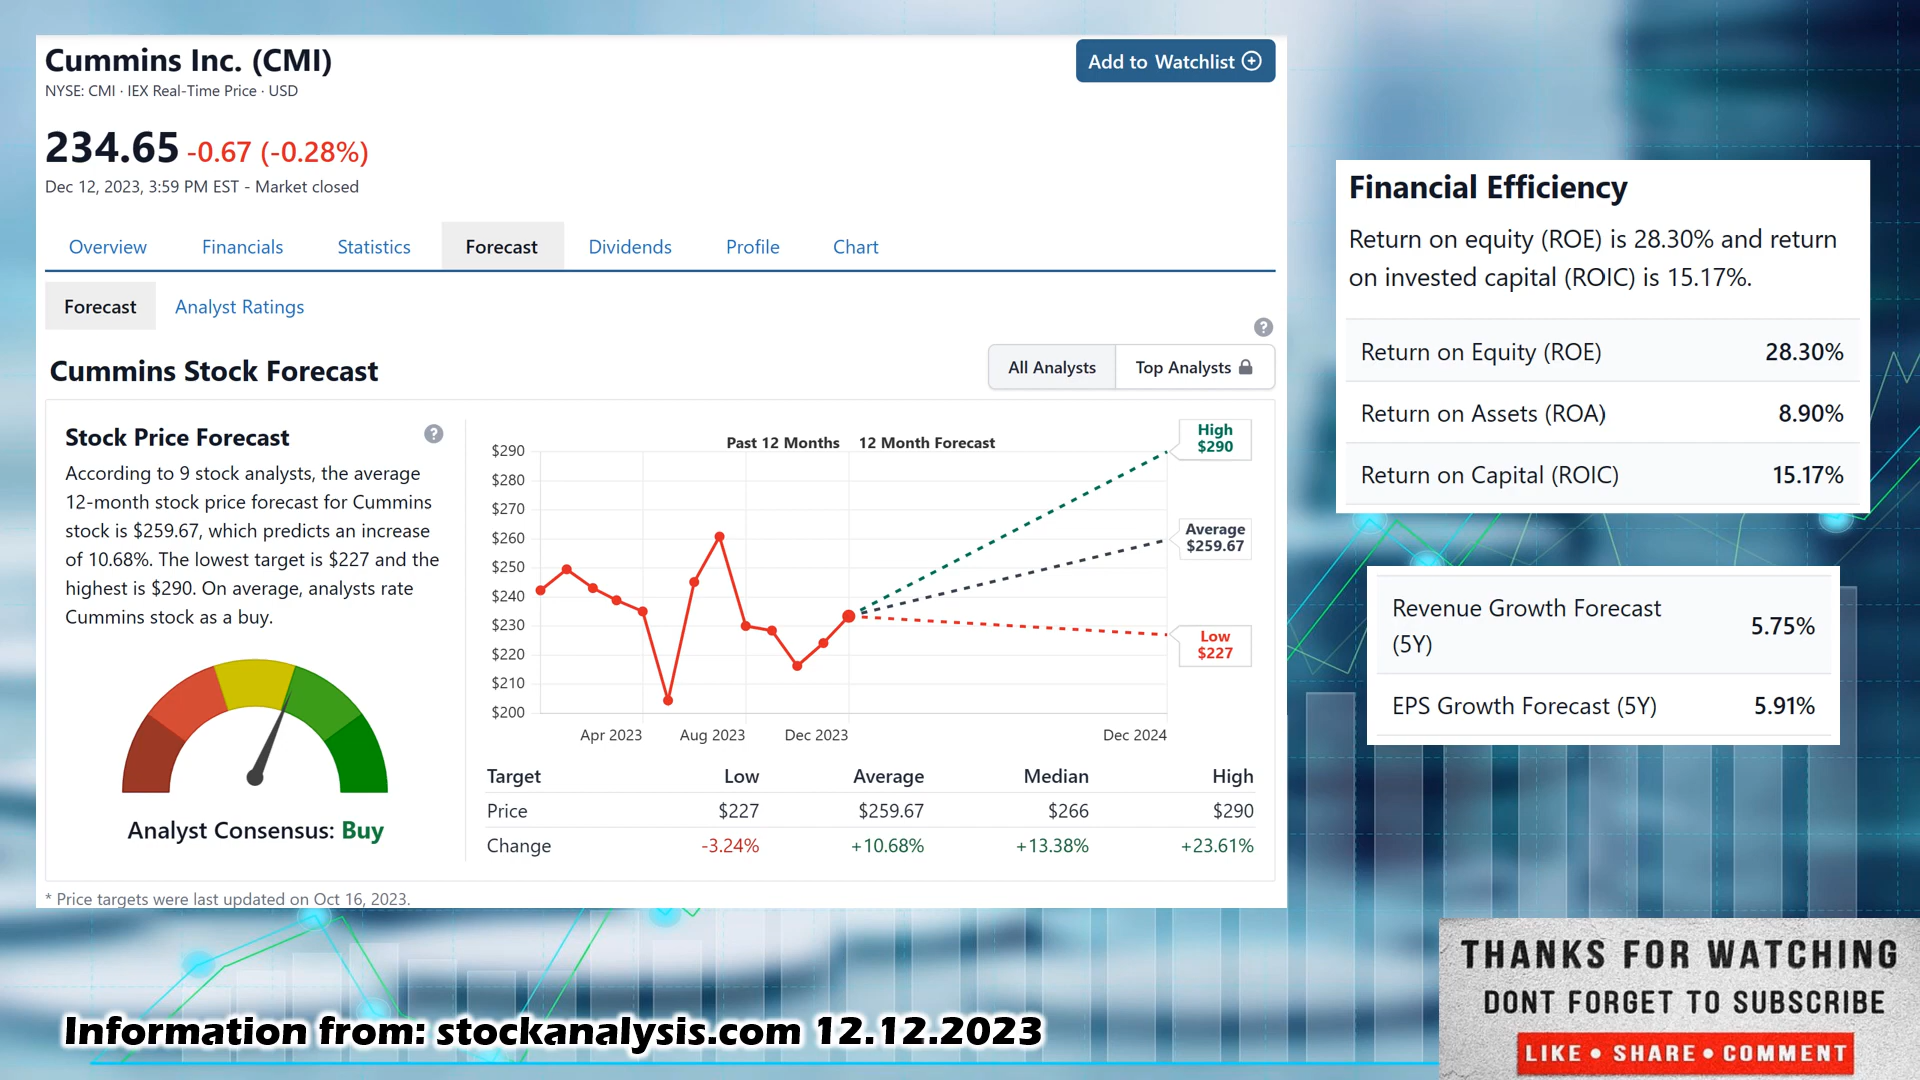 Cummins Inc. (CMI)
Add to Watchlist
NYSE: CMI · IEX Real-Time Price · USD
234.65 -0.67 (-0.28%)
Dec 12, 2023, 3:59 PM EST - Market closed
Overview Financials Statistics Forecast Dividends Profile Chart
Forecast Analyst Ratings
?
Cummins Stock Forecast
All Analysts Top Analysts
Stock Price Forecast ?
According to 9 stock analysts, the average
12-month stock price forecast for Cummins
stock is $259.67, which predicts an increase
of 10.68%. The lowest target is $227 and the
highest is $290. On average, analysts rate
Cummins stock as a buy.
Analyst Consensus: Buy
Past 12 Months 12 Month Forecast
$290
$280
$270
$260
$250
$240
$230
$220
$210
$200
High
$290
Average
$259.67
Low
$227
Apr 2023 Aug 2023 Dec 2023 Dec 2024
Target Low Average Median High
Price $227 $259.67 $266 $290
Change -3.24% +10.68% +13.38% +23.61%
* Price targets were last updated on Oct 16, 2023.
Financial Efficiency
Return on equity (ROE) is 28.30% and return
on invested capital (ROIC) is 15.17%.
Return on Equity (ROE) 28.30%
Return on Assets (ROA) 8.90%
Return on Capital (ROIC) 15.17%
Revenue Growth Forecast
(5Y) 5.75%
EPS Growth Forecast (5Y) 5.91%
Information from: stockanalysis.com 12.12.2023
THANKS FOR WATCHING
DONT FORGET TO SUBSCRIBE
LIKE • SHARE • COMMENT